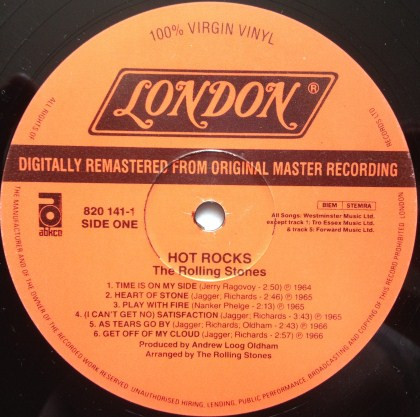 100% VIRGIN VINYL
LONDON®
DIGITALLY REMASTERED FROM ORIGINAL MASTER RECORDING
abkco
820 141-1
SIDE ONE
BIEM STEMRA
All Songs: Westminster Music Ltd.
except track 1: Tro Essex Music Ltd.
& track 5: Forward Music Ltd.
HOT ROCKS
The Rolling Stones
1. TIME IS ON MY SIDE (Jerry Ragovoy - 2:50) ℗ 1964
2. HEART OF STONE (Jagger, Richards - 2:46) ℗ 1965
3. PLAY WITH FIRE (Nanker Phelge - 2:13) ℗ 1965
4. (I CAN'T GET NO) SATISFACTION (Jagger, Richards - 3:43) ℗ 1965
5. AS TEARS GO BY (Jagger, Richards, Oldham - 2:43) ℗ 1966
6. GET OFF OF MY CLOUD (Jagger, Richards - 2:57) ℗ 1966
Produced by Andrew Loog Oldham
Arranged by The Rolling Stones
ALL RIGHTS OF THE MANUFACTURER AND OF THE OWNER OF THE RECORDED WORK RESERVED. UNAUTHORISED HIRING, LENDING, PUBLIC PERFORMANCE, BROADCASTING AND COPYING OF THIS RECORD PROHIBITED. LONDON RECORDS LTD.